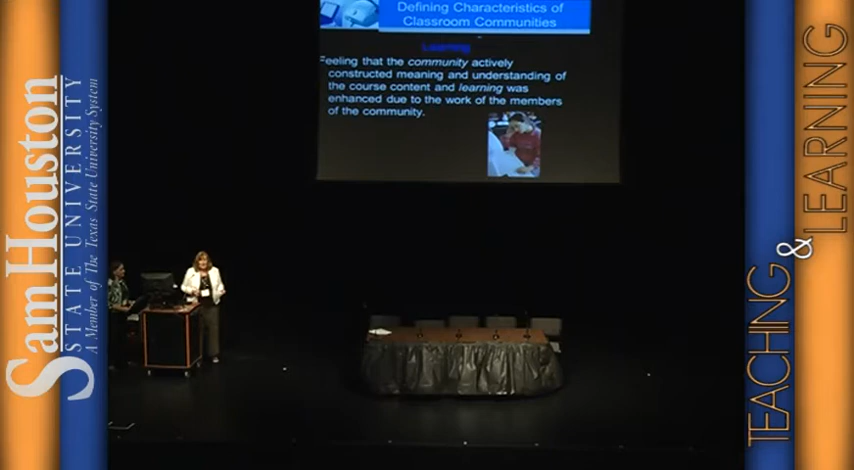 Sam Houston
STATE UNIVERSITY
A Member of The Texas State University System
Defining Characteristics of
Classroom Communities
Learning
Feeling that the community actively
constructed meaning and understanding of
the course content and learning was
enhanced due to the work of the members
of the community.
TEACHING
&
LEARNING